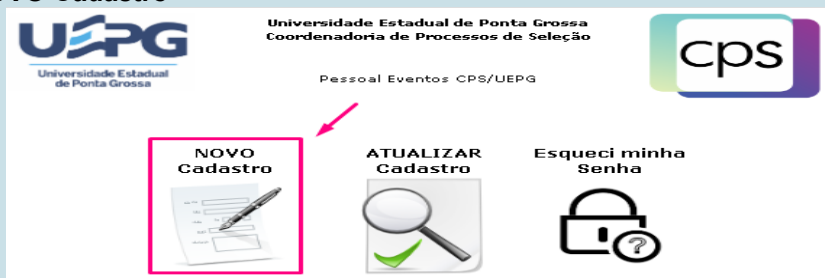 Universidade Estadual de Ponta Grossa
Coordenadoria de Processos de Seleção
UEPG
Universidade Estadual
de Ponta Grossa
cps
Pessoal Eventos CPS/UEPG
NOVO
Cadastro
ATUALIZAR
Cadastro
Esqueci minha
Senha
?